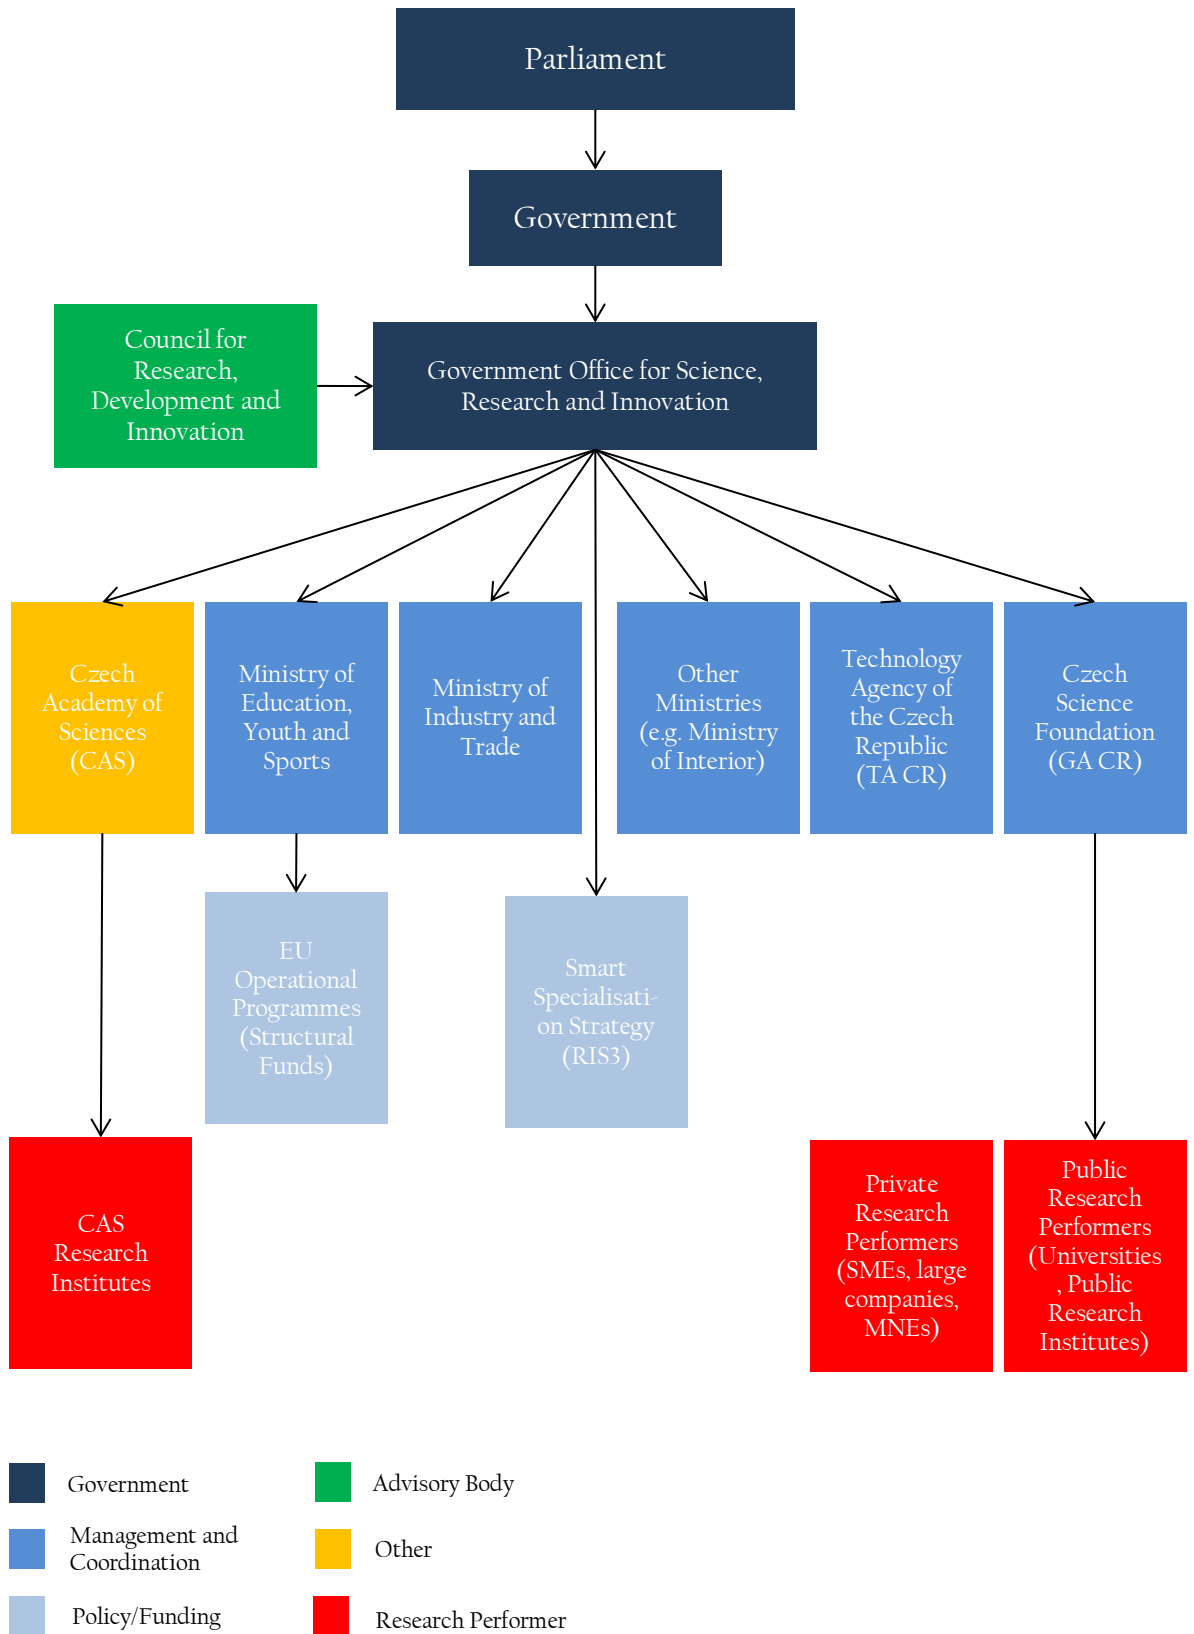 Parliament
Government
Council for
Research,
Development and
Innovation
Government Office for Science,
Research and Innovation
Czech
Academy of
Sciences
(CAS)
Ministry of
Education,
Youth and
Sports
Ministry of
Industry and
Trade
Other
Ministries
(e.g. Ministry
of Interior)
Technology
Agency of
the Czech
Republic
(TA CR)
Czech
Science
Foundation
(GA CR)
EU
Operational
Programmes
(Structural
Funds)
Smart
Specialisati-
on Strategy
(RIS3)
CAS
Research
Institutes
Private
Research
Performers
(SMEs, large
companies,
MNEs)
Public
Research
Performers
(Universities
, Public
Research
Institutes)
Government
Advisory Body
Management and
Coordination
Other
Policy/Funding
Research Performer